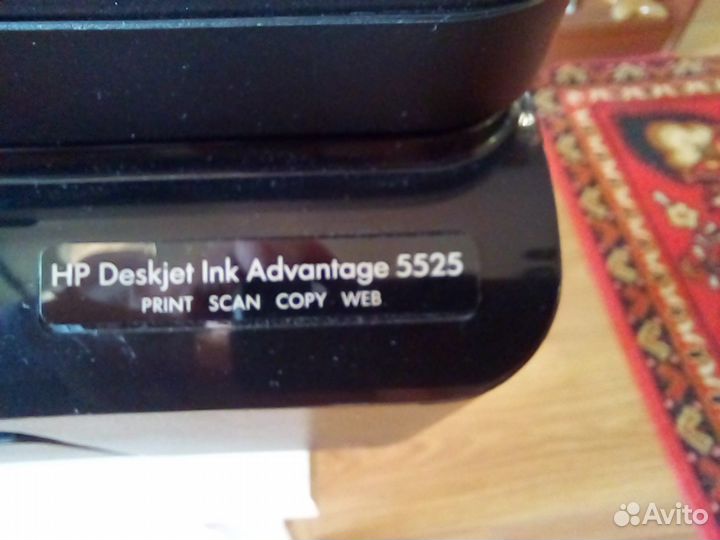 HP Deskjet Ink Advantage 5525
PRINT SCAN COPY WEB
Avito